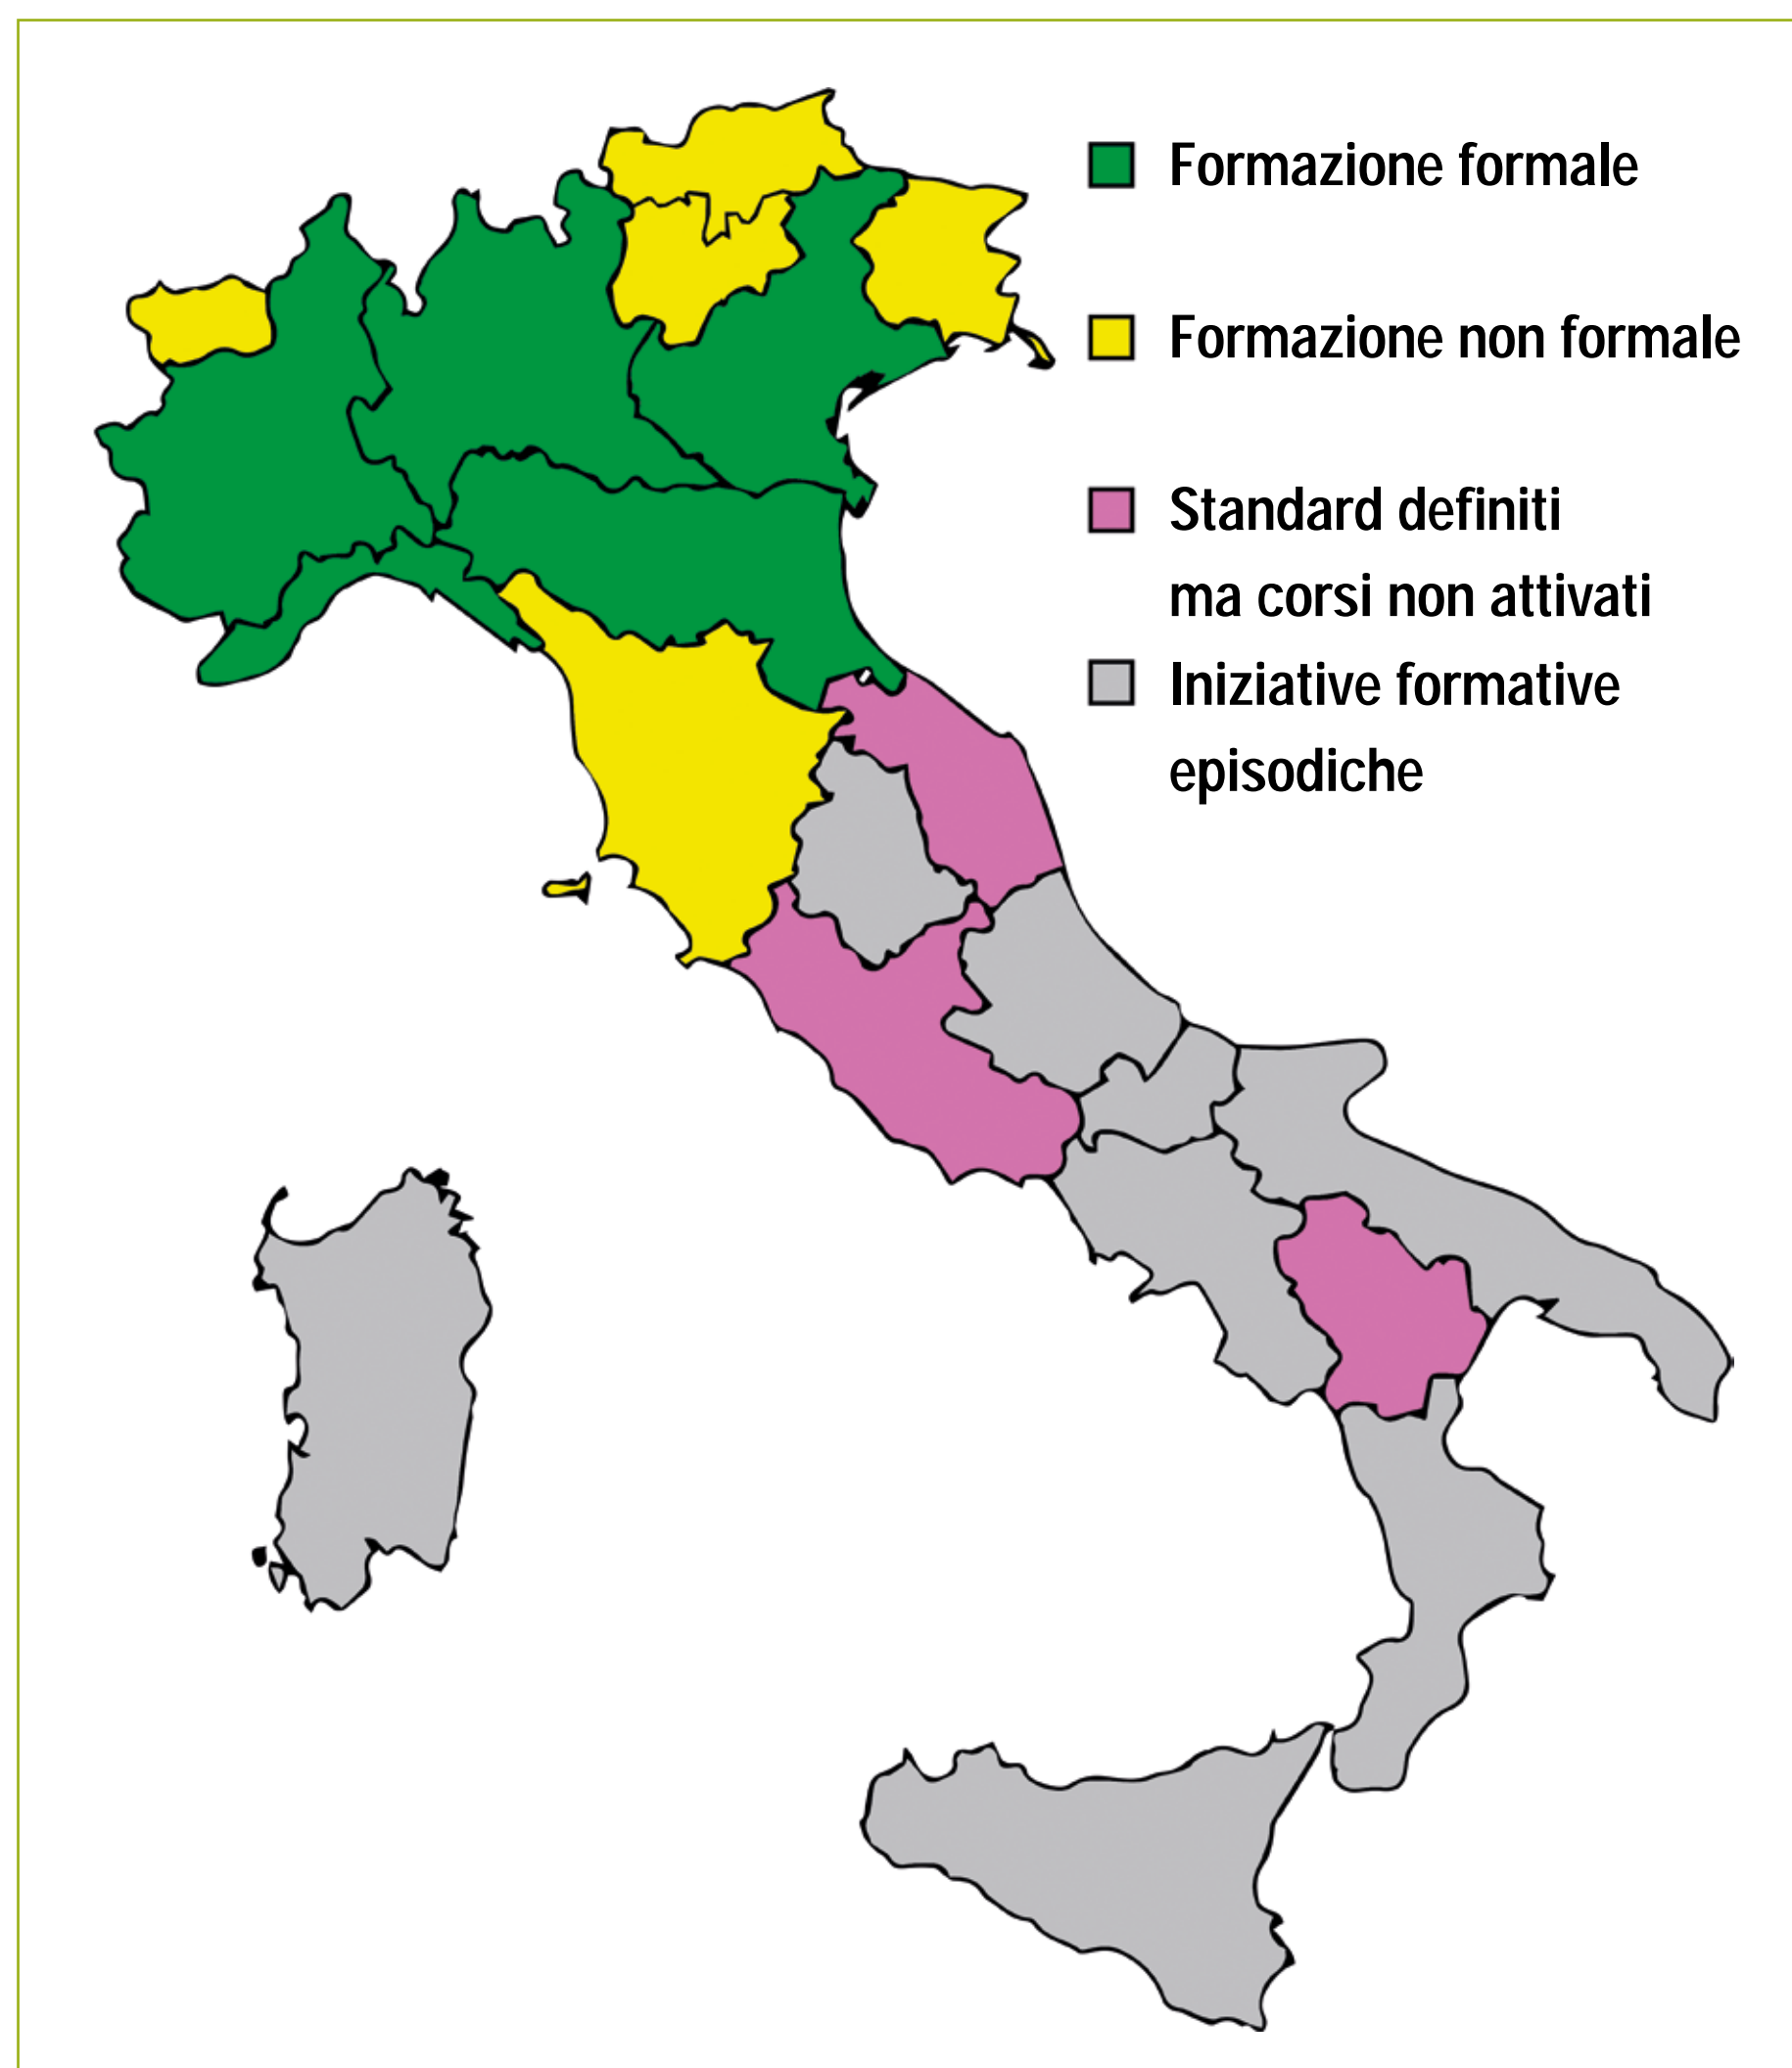 Formazione formale
Formazione non formale
Standard definiti
ma corsi non attivati
Iniziative formative
episodiche